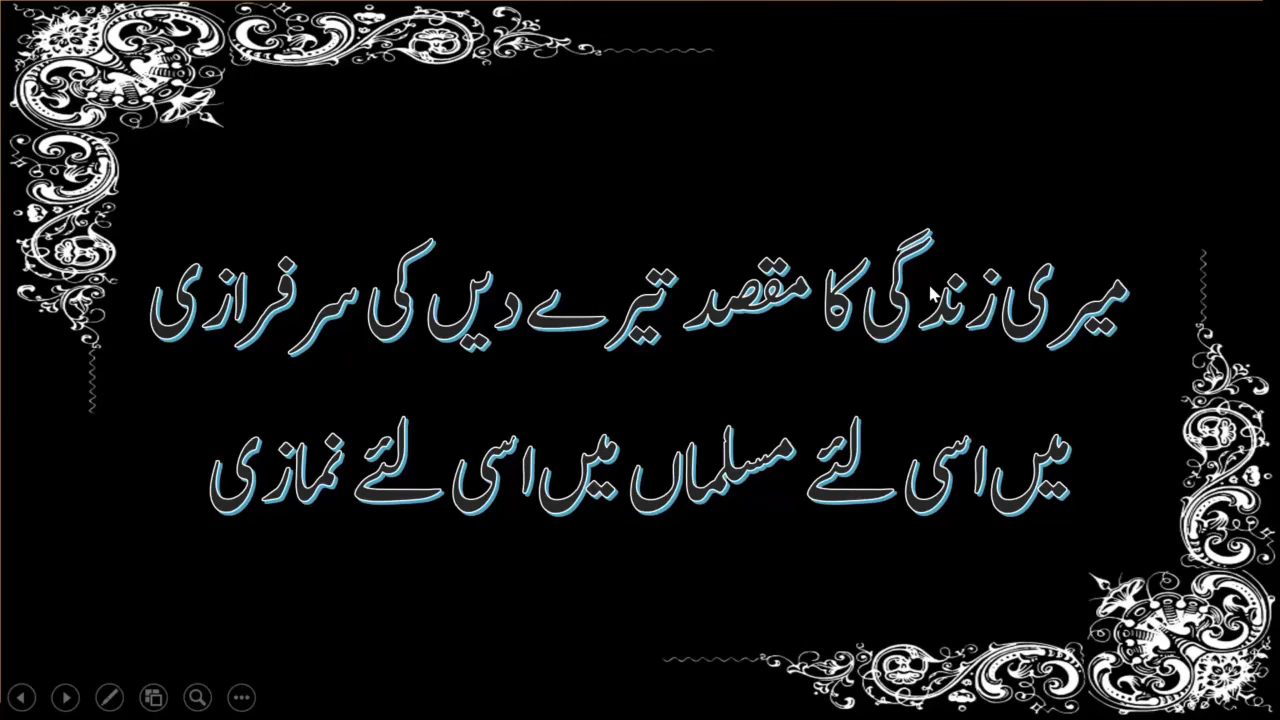 میری زندگی کا مقصد تیرے دیں کی سرفرازی
میں اسی لئے مسلماں میں اسی لئے نمازی